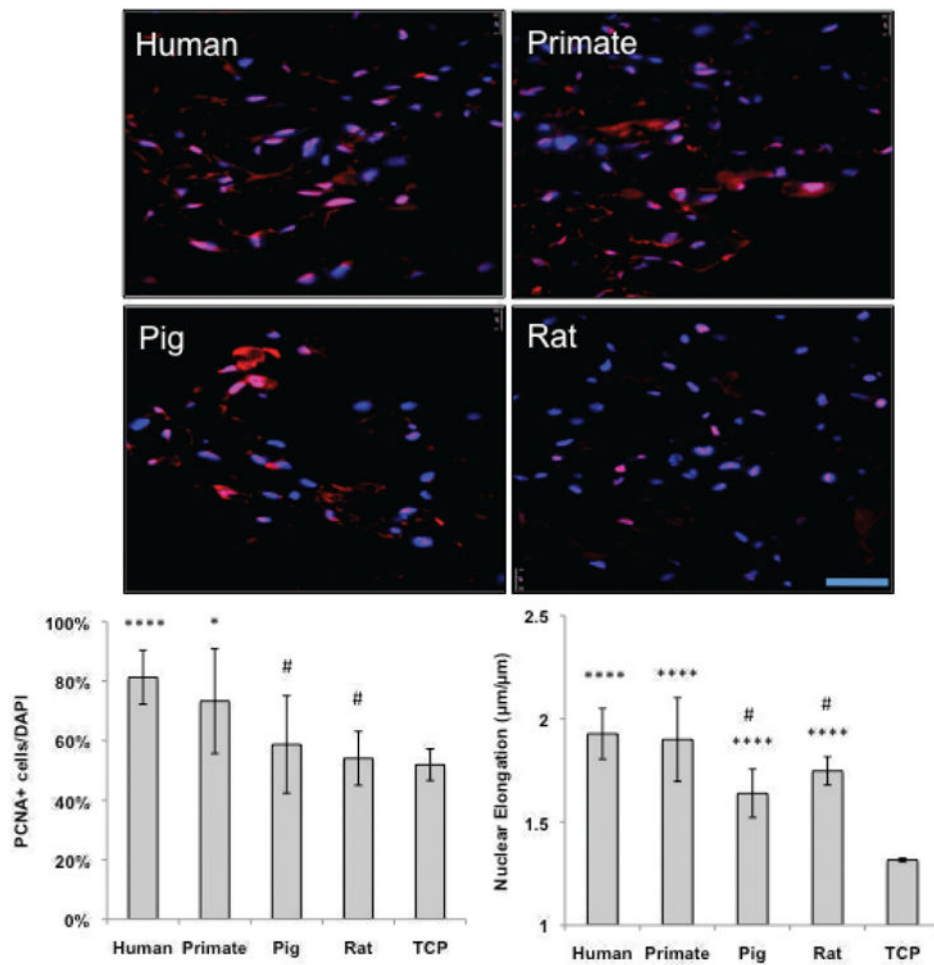 Human
Primate
Pig
Rat
100%
80%
60%
40%
20%
0%
PCNA+ cells/DAPI
****
*
#
#
Human Primate Pig Rat TCP
2.5
2
1.5
1
Nuclear Elongation (μm/μm)
****
****
#
****
#
****
Human Primate Pig Rat TCP